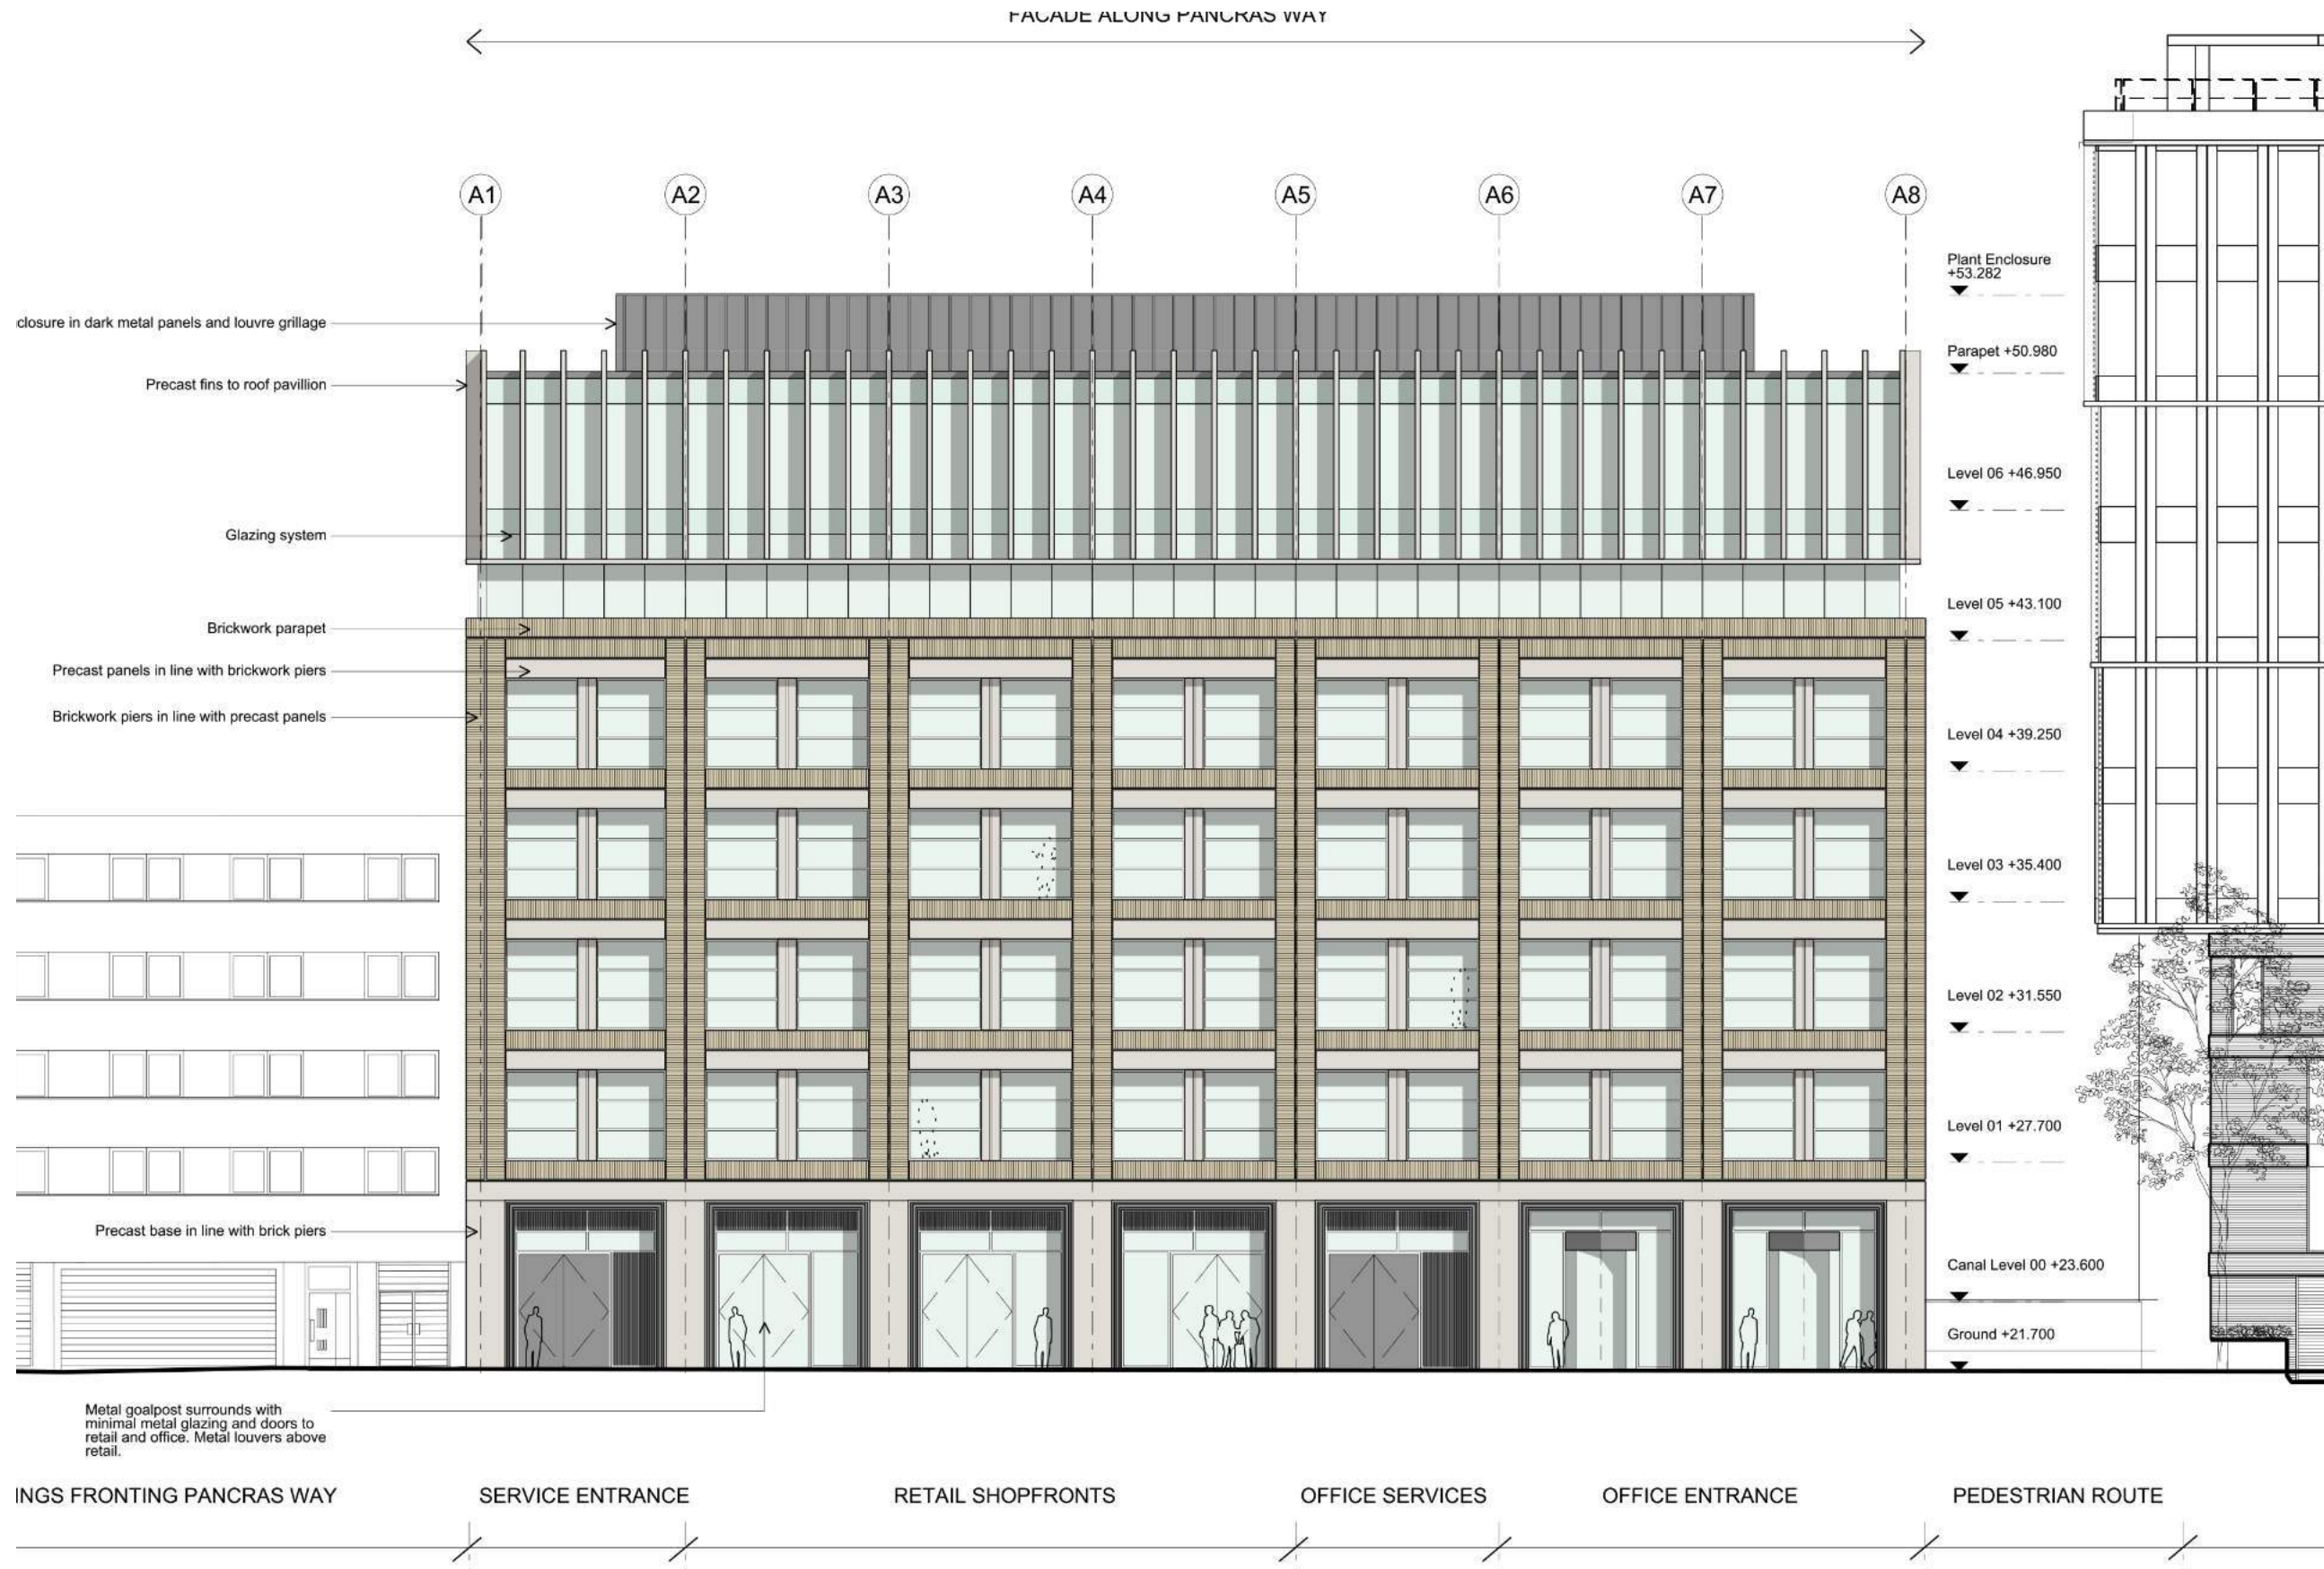 FACADE ALONG PANCRAS WAY
A1
A2
A3
A4
A5
A6
A7
A8
Plant Enclosure
+53.282
closure in dark metal panels and louvre grillage
Parapet +50.980
Precast fins to roof pavillion
Level 06 +46.950
Glazing system
Level 05 +43.100
Brickwork parapet
Precast panels in line with brickwork piers
Brickwork piers in line with precast panels
Level 04 +39.250
Level 03 +35.400
Level 02 +31.550
Level 01 +27.700
Precast base in line with brick piers
Canal Level 00 +23.600
Ground +21.700
Metal goalpost surrounds with
minimal metal glazing and doors to
retail and office. Metal louvers above
retail.
INGS FRONTING PANCRAS WAY
SERVICE ENTRANCE
RETAIL SHOPFRONTS
OFFICE SERVICES
OFFICE ENTRANCE
PEDESTRIAN ROUTE